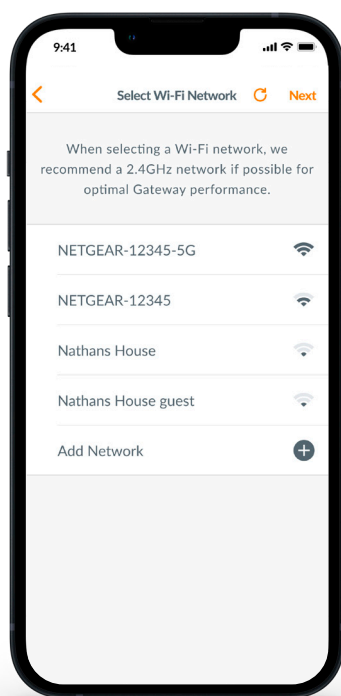 9:41
Select Wi-Fi Network
Next
When selecting a Wi-Fi network, we
recommend a 2.4GHz network if possible for
optimal Gateway performance.
NETGEAR-12345-5G
NETGEAR-12345
Nathans House
Nathans House guest
Add Network